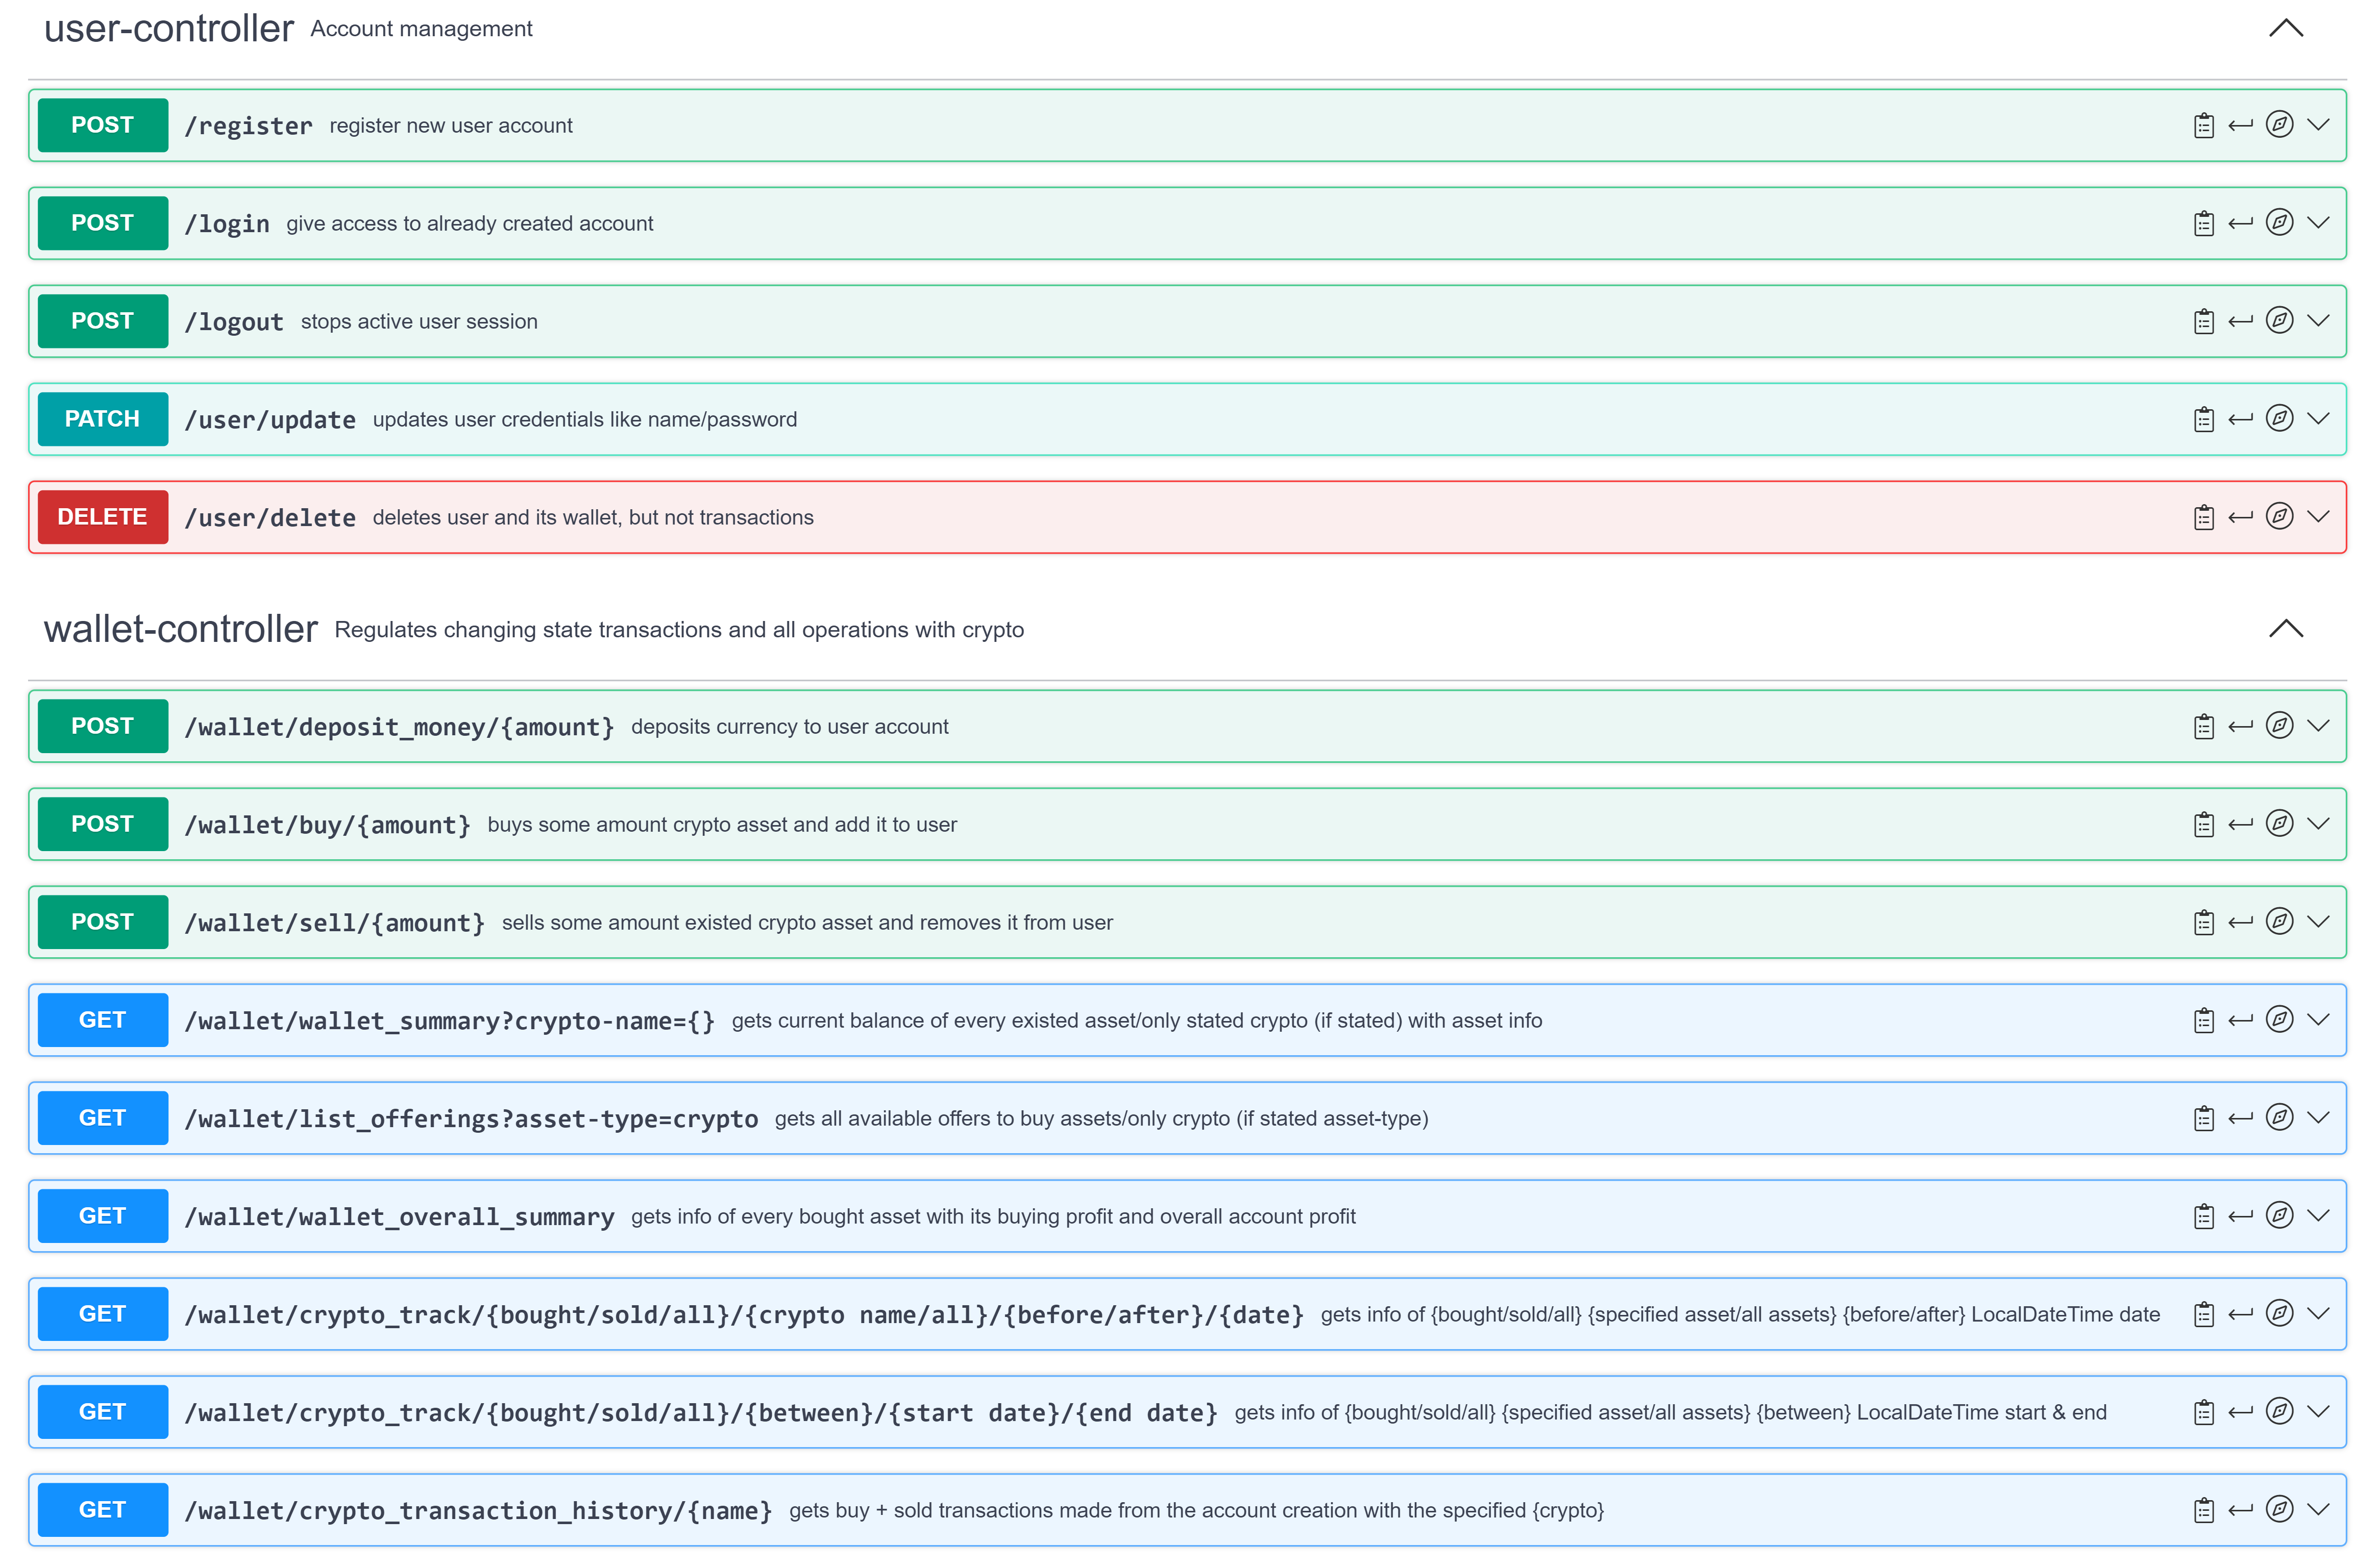 user-controller Account management
POST /register register new user account
POST /login give access to already created account
POST /logout stops active user session
PATCH /user/update updates user credentials like name/password
DELETE /user/delete deletes user and its wallet, but not transactions
wallet-controller Regulates changing state transactions and all operations with crypto
POST /wallet/deposit_money/{amount} deposits currency to user account
POST /wallet/buy/{amount} buys some amount crypto asset and add it to user
POST /wallet/sell/{amount} sells some amount existed crypto asset and removes it from user
GET /wallet/wallet_summary?crypto-name={} gets current balance of every existed asset/only stated crypto (if stated) with asset info
GET /wallet/list_offerings?asset-type=crypto gets all available offers to buy assets/only crypto (if stated asset-type)
GET /wallet/wallet_overall_summary gets info of every bought asset with its buying profit and overall account profit
GET /wallet/crypto_track/{bought/sold/all}/{crypto name/all}/{before/after}/{date} gets info of {bought/sold/all} {specified asset/all assets} {before/after} LocalDateTime date
GET /wallet/crypto_track/{bought/sold/all}/{between}/{start date}/{end date} gets info of {bought/sold/all} {specified asset/all assets} {between} LocalDateTime start & end
GET /wallet/crypto_transaction_history/{name} gets buy + sold transactions made from the account creation with the specified {crypto}